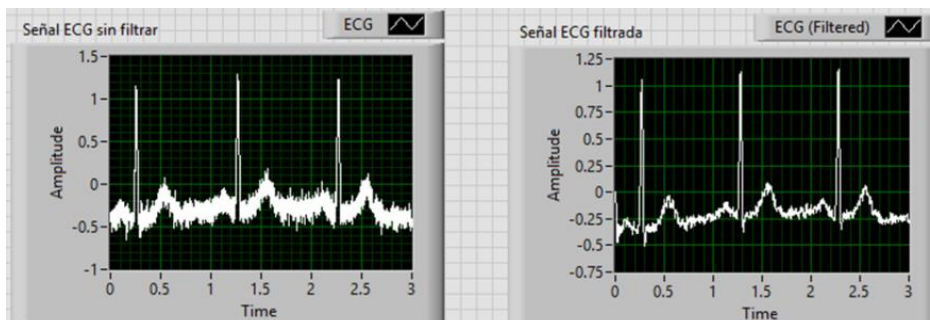 Señal ECG sin filtrar
ECG
Amplitude
1.5
1
0.5
0
-0.5
-1
0 0.5 1 1.5 2 2.5 3
Time
Señal ECG filtrada
ECG (Filtered)
Amplitude
1.25
1
0.75
0.5
0.25
0
-0.25
-0.5
-0.75
0 0.5 1 1.5 2 2.5 3
Time